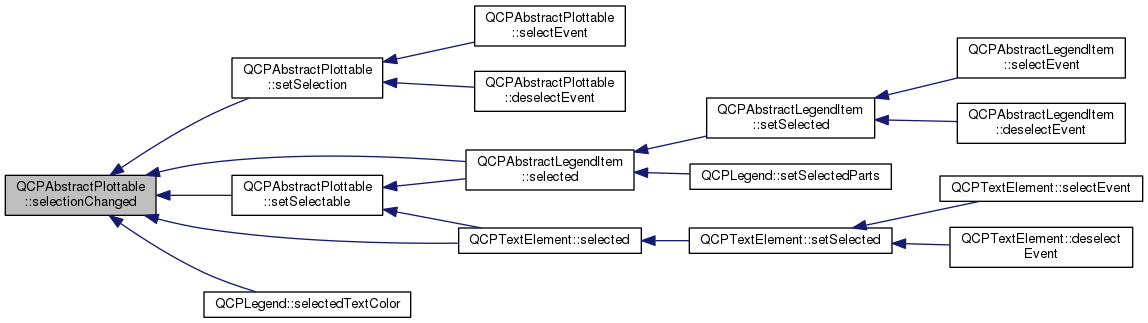 QCPAbstractPlottable
::selectionChanged
QCPAbstractPlottable
::setSelection
QCPAbstractPlottable
::selectEvent
QCPAbstractPlottable
::deselectEvent
QCPAbstractLegendItem
::selected
QCPAbstractLegendItem
::setSelected
QCPAbstractLegendItem
::selectEvent
QCPAbstractLegendItem
::deselectEvent
QCPLegend::setSelectedParts
QCPAbstractPlottable
::setSelectable
QCPTextElement::selected
QCPTextElement::setSelected
QCPTextElement::selectEvent
QCPTextElement::deselect
Event
QCPLegend::selectedTextColor